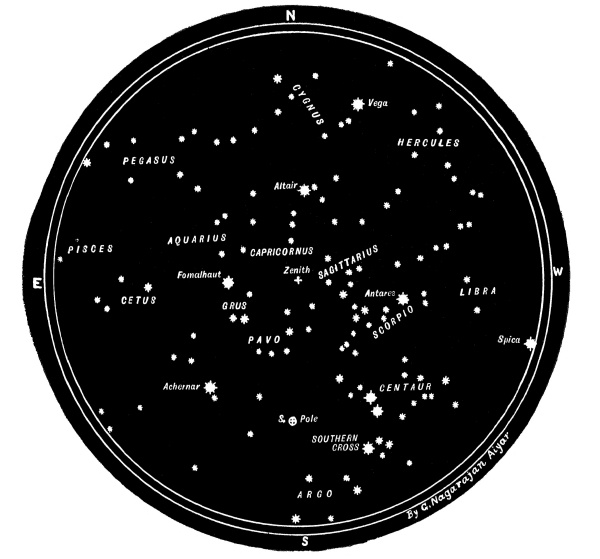 N
CYGNUS
Vega
HERCULES
PEGASUS
Altair
AQUARIUS
PISCES
CAPRICORNUS
SAGITTARIUS
Zenith
E
W
Fomalhaut
CETUS
GRUS
Antares
LIBRA
SCORPIO
PAVO
Spica
Achernar
CENTAUR
S. Pole
SOUTHERN
CROSS
ARGO
By G. Nagarajan Aiyar
S